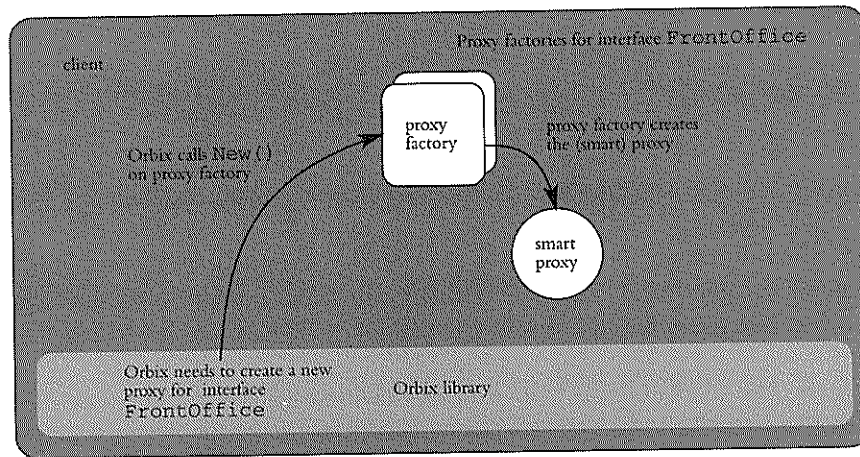 Proxy factories for interface FrontOffice
client
proxy
factory
Orbix calls New()
on proxy factory
proxy factory creates
the (smart) proxy
smart
proxy
Orbix needs to create a new
proxy for interface
FrontOffice
Orbix library